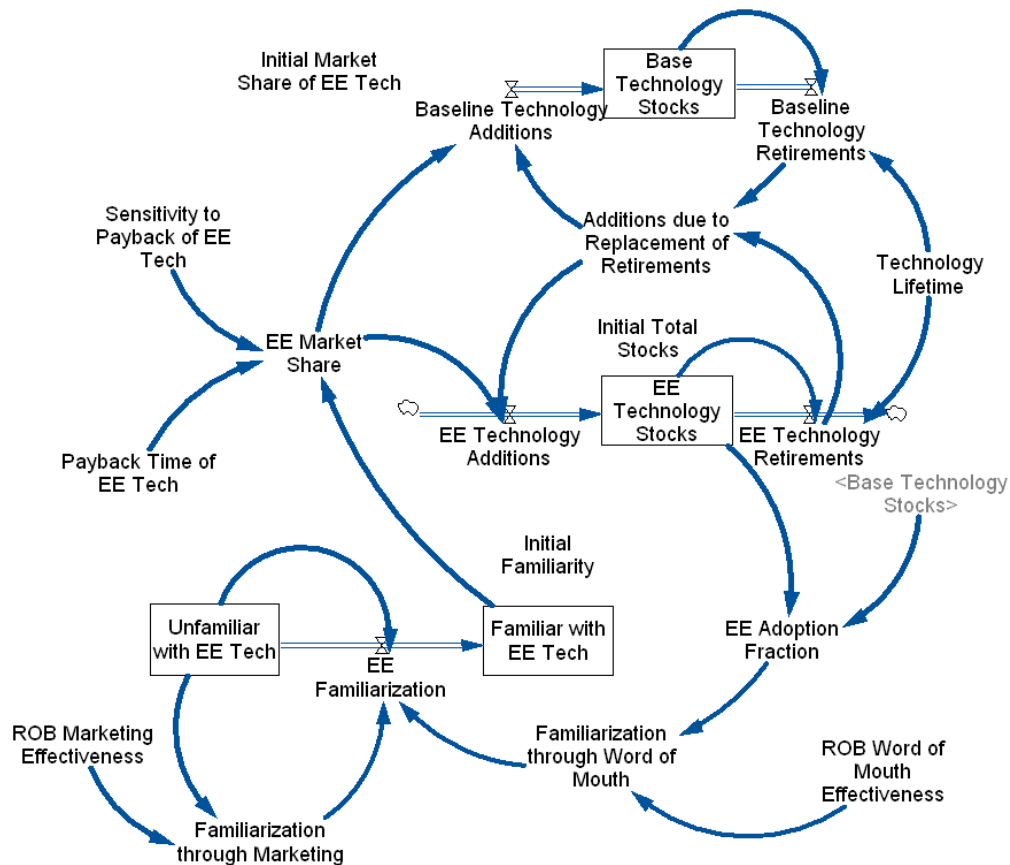 Initial Market
Share of EE Tech
Base
Technology
Stocks
Baseline Technology
Additions
Baseline
Technology
Retirements
Sensitivity to
Payback of EE
Tech
Additions due to
Replacement of
Retirements
Technology
Lifetime
EE Market
Share
Initial Total
Stocks
EE
Technology
Stocks
EE Technology
Additions
EE Technology
Retirements
Payback Time of
EE Tech
<Base Technology
Stocks>
Initial
Familiarity
Unfamiliar
with EE Tech
Familiar with
EE Tech
EE
Familiarization
EE Adoption
Fraction
ROB Marketing
Effectiveness
Familiarization
through Word of
Mouth
ROB Word of
Mouth
Effectiveness
Familiarization
through Marketing